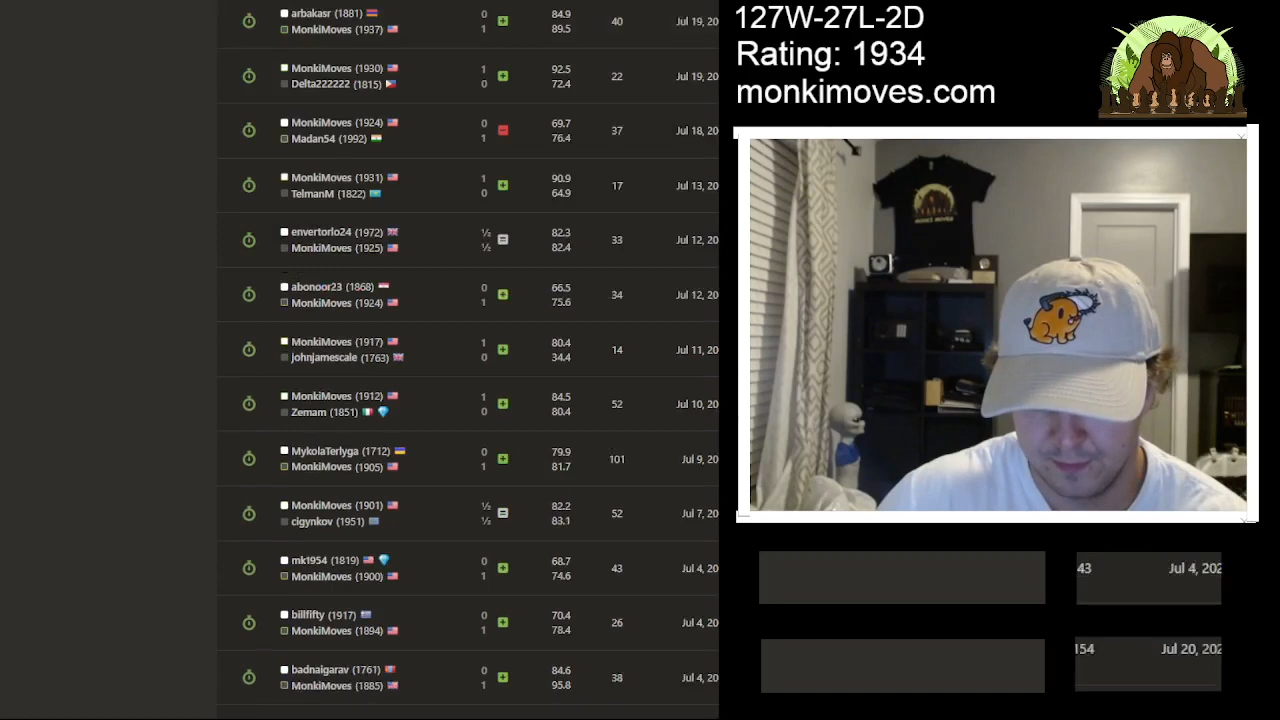 arbakasr (1881) 0 84.9 40 Jul 19, 20
MonkiMoves (1937) 1 89.5
MonkiMoves (1930) 1 92.5 22 Jul 19, 20
Delta222222 (1815) 0 72.4
MonkiMoves (1924) 0 69.7 37 Jul 18, 20
Madan54 (1992) 1 76.4
MonkiMoves (1931) 1 90.9 17 Jul 13, 20
TelmanM (1822) 0 64.9
envertorlo24 (1972) ½ 82.3 33 Jul 12, 20
MonkiMoves (1925) ½ 82.4
abonoor23 (1868) 0 66.5 34 Jul 12, 20
MonkiMoves (1924) 1 75.6
MonkiMoves (1917) 1 80.4 14 Jul 11, 20
johnjamescale (1763) 0 34.4
MonkiMoves (1912) 1 84.5 52 Jul 10, 20
Zemam (1851) 0 80.4
MykolaTerlyga (1712) 0 79.9 101 Jul 9, 20
MonkiMoves (1905) 1 81.7
MonkiMoves (1901) ½ 82.2 52 Jul 7, 20
cigynkov (1951) ½ 83.1
mk1954 (1819) 0 68.7 43 Jul 4, 20
MonkiMoves (1900) 1 74.6
billfifty (1917) 0 70.4 26 Jul 4, 20
MonkiMoves (1894) 1 78.4
badnaigarav (1761) 0 84.6 38 Jul 4, 20
MonkiMoves (1885) 1 95.8
127W-27L-2D
Rating: 1934
monkimoves.com
MONKI MOVES
43 Jul 4, 202
154 Jul 20, 202